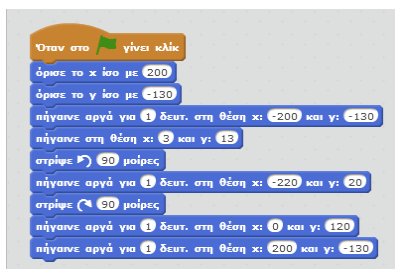 Όταν στο γίνει κλίκ
όρισε το x ίσο με 200
όρισε το y ίσο με -130
πήγαινε αργά για 1 δευτ. στη θέση x: -200 και y: -130
πήγαινε στη θέση x: 3 και y: 13
στρίψε 90 μοίρες
πήγαινε αργά για 1 δευτ. στη θέση x: -220 και y: 20
στρίψε 90 μοίρες
πήγαινε αργά για 1 δευτ. στη θέση x: 0 και y: 120
πήγαινε αργά για 1 δευτ. στη θέση x: 200 και y: -130